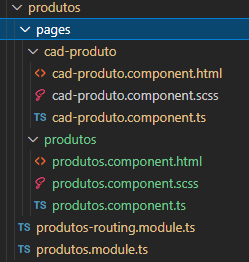 produtos
pages
cad-produto
cad-produto.component.html
cad-produto.component.scss
TS cad-produto.component.ts
produtos
produtos.component.html
produtos.component.scss
TS produtos.component.ts
TS produtos-routing.module.ts
TS produtos.module.ts